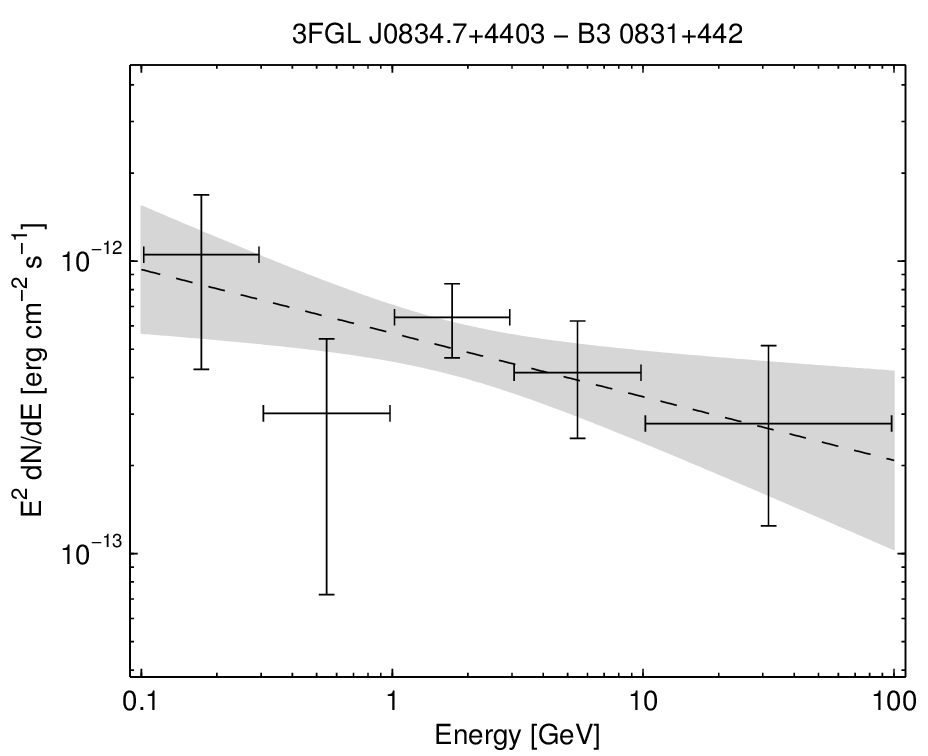 3FGL J0834.7+4403 − B3 0831+442
E² dN/dE [erg cm⁻² s⁻¹]
10⁻¹²
10⁻¹³
0.1 1 10 100
Energy [GeV]